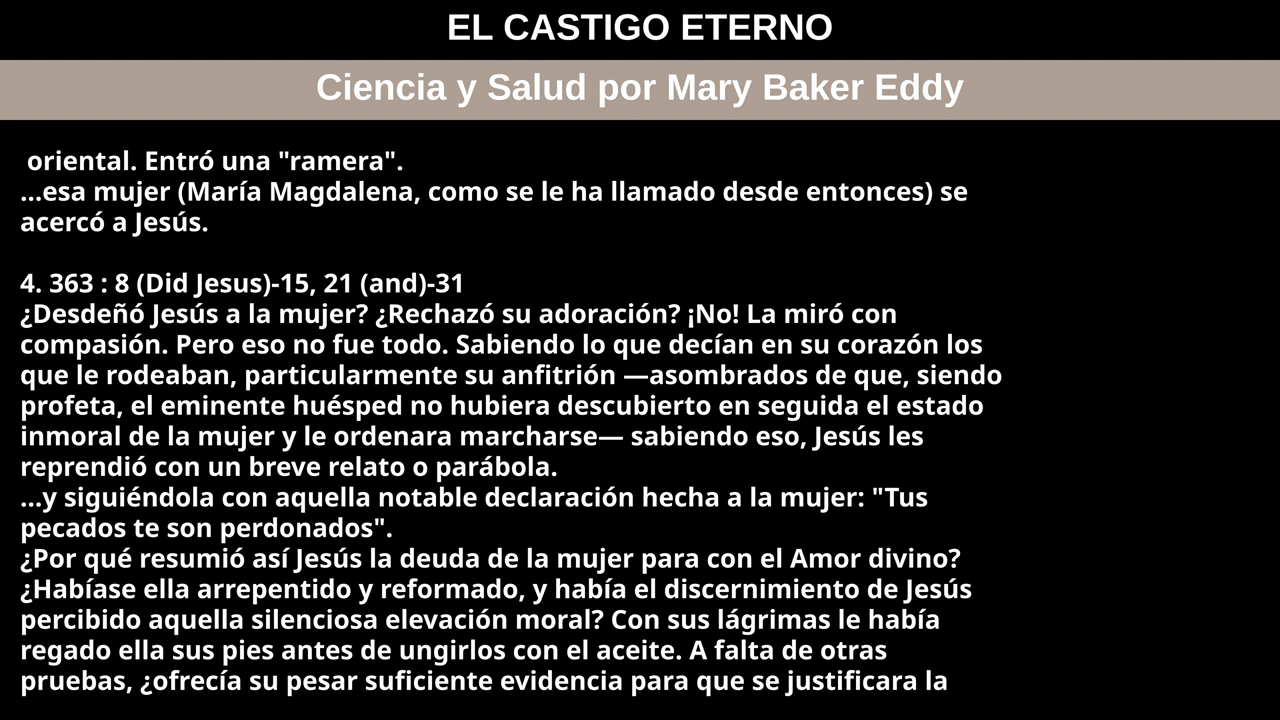 EL CASTIGO ETERNO
Ciencia y Salud por Mary Baker Eddy
oriental. Entró una "ramera".
...esa mujer (María Magdalena, como se le ha llamado desde entonces) se
acercó a Jesús.
4. 363 : 8 (Did Jesus)-15, 21 (and)-31
¿Desdeñó Jesús a la mujer? ¿Rechazó su adoración? ¡No! La miró con
compasión. Pero eso no fue todo. Sabiendo lo que decían en su corazón los
que le rodeaban, particularmente su anfitrión —asombrados de que, siendo
profeta, el eminente huésped no hubiera descubierto en seguida el estado
inmoral de la mujer y le ordenara marcharse— sabiendo eso, Jesús les
reprendió con un breve relato o parábola.
...y siguiéndola con aquella notable declaración hecha a la mujer: "Tus
pecados te son perdonados".
¿Por qué resumió así Jesús la deuda de la mujer para con el Amor divino?
¿Habíase ella arrepentido y reformado, y había el discernimiento de Jesús
percibido aquella silenciosa elevación moral? Con sus lágrimas le había
regado ella sus pies antes de ungirlos con el aceite. A falta de otras
pruebas, ¿ofrecía su pesar suficiente evidencia para que se justificara la